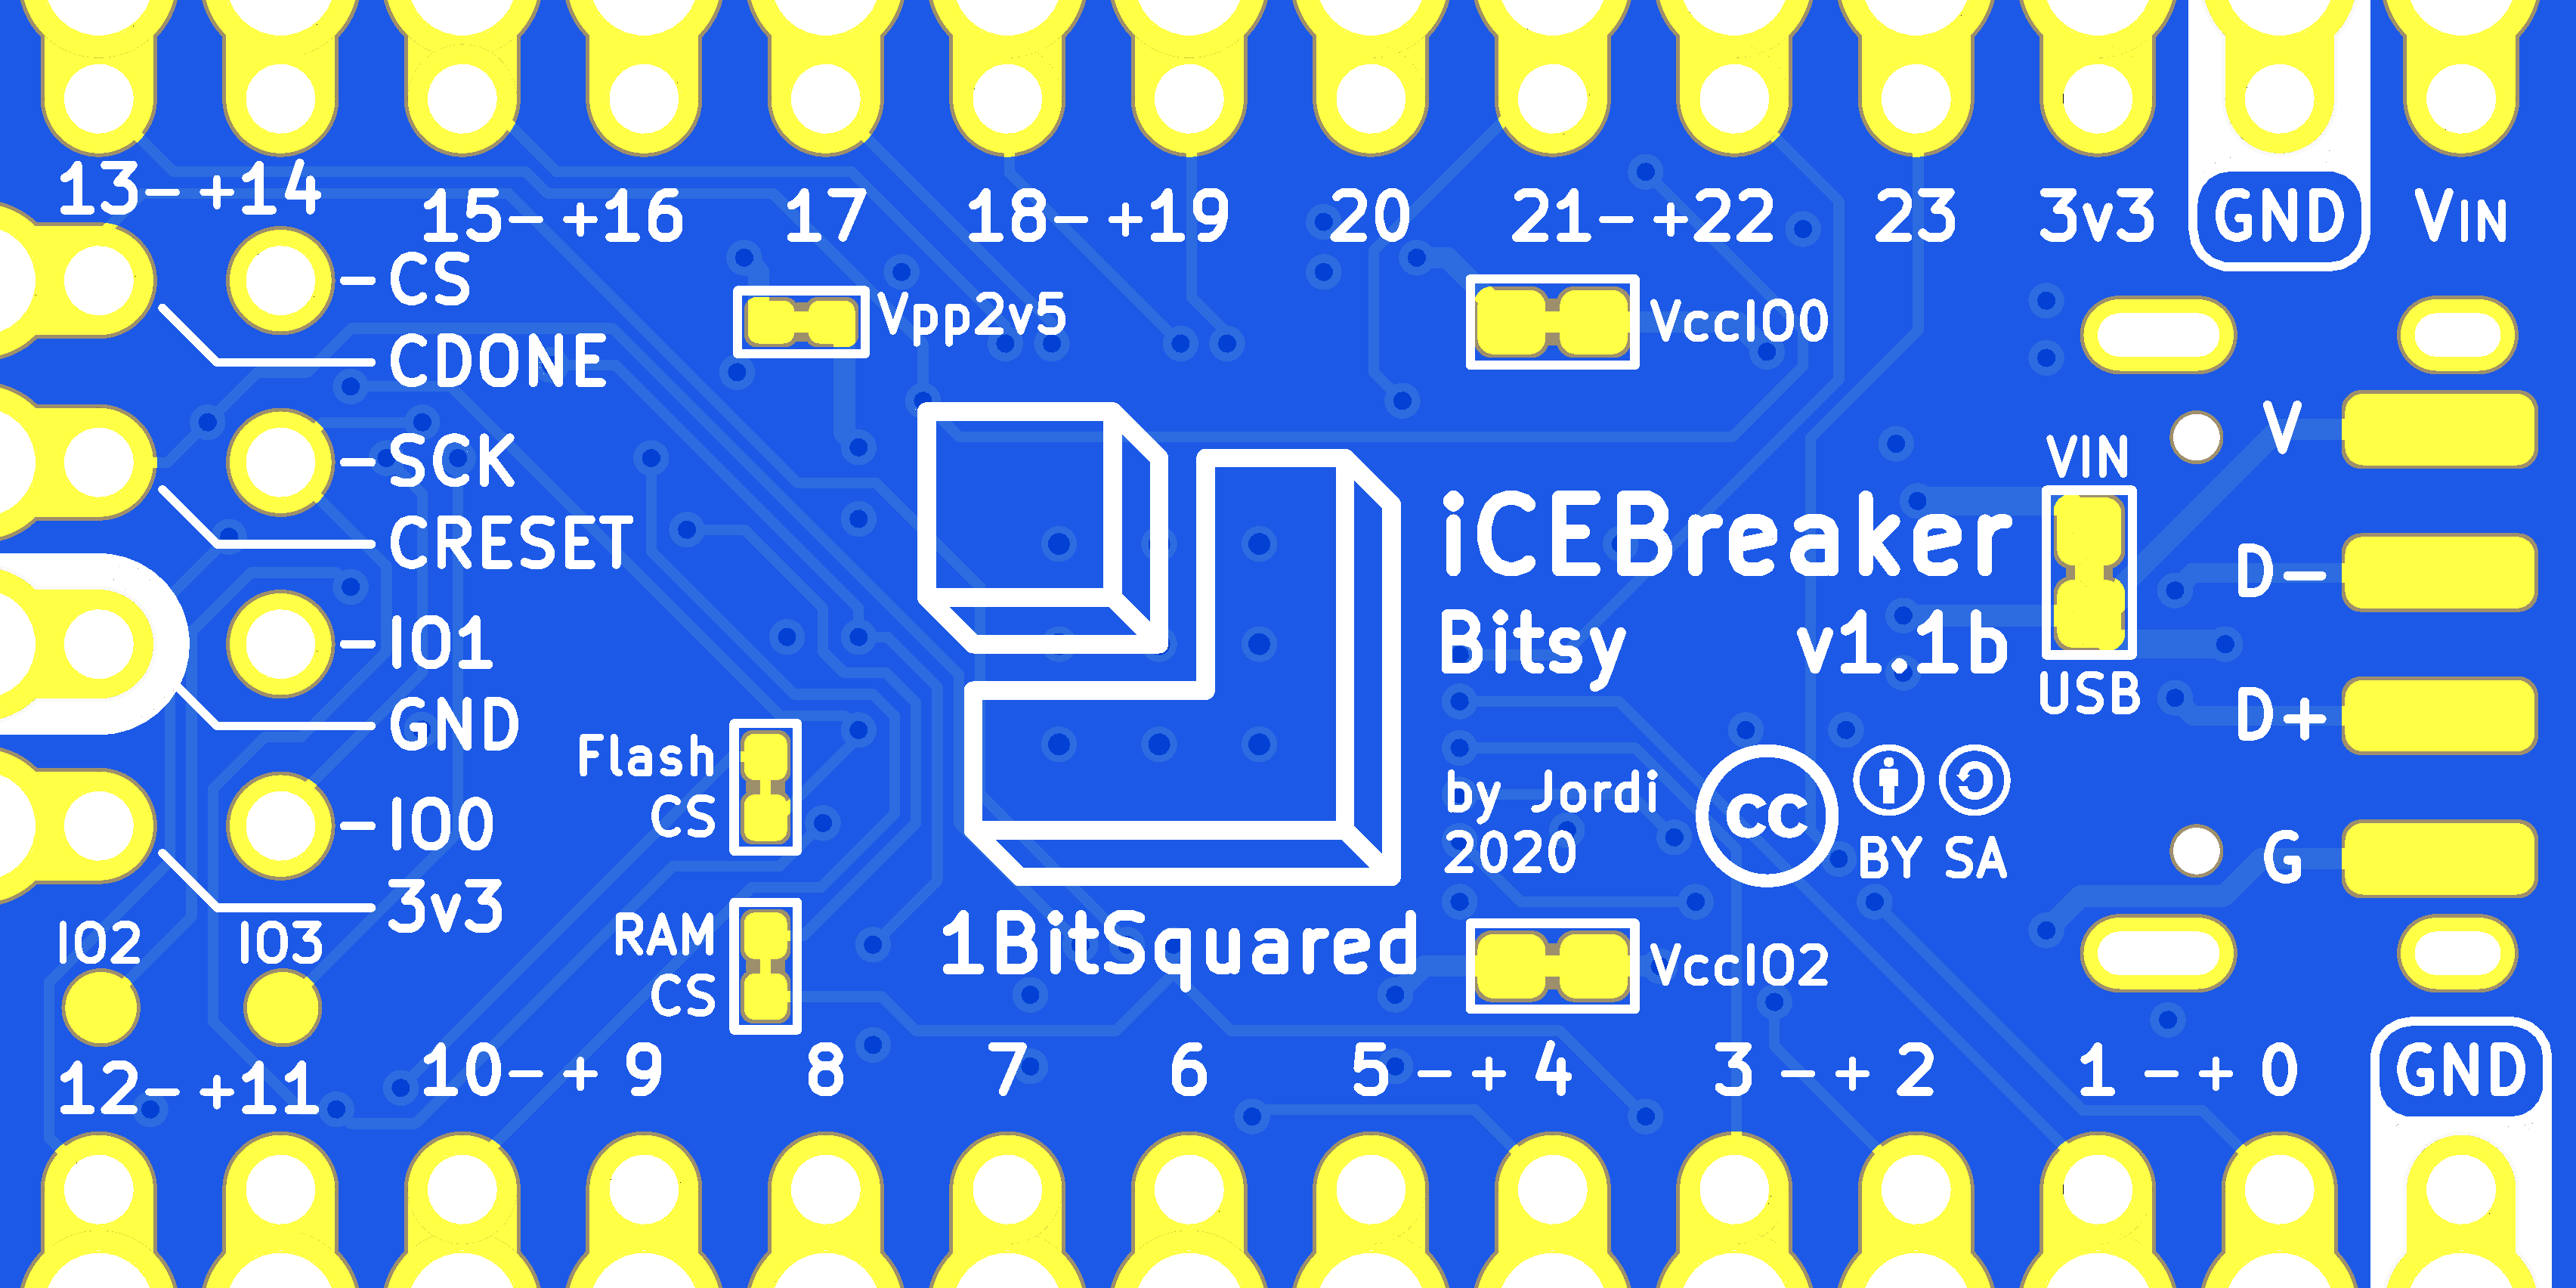 13- +14 15- +16 17 18- +19 20 21- +22 23 3v3 GND VIN
CS
CDONE
SCK
CRESET
IO1
GND
IO0
3v3
IO2 IO3
Vpp2v5
VccIO0
iCEBreaker
Bitsy v1.1b
by Jordi
2020
CC
BY SA
1BitSquared
Flash
CS
RAM
CS
VccIO2
VIN
USB
V
D-
D+
G
12- +11 10- + 9 8 7 6 5 - + 4 3 - + 2 1 - + 0 GND